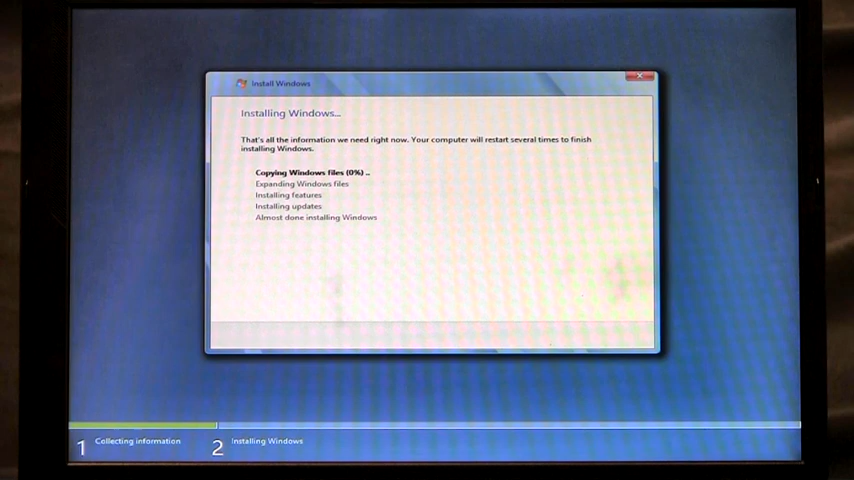 Install Windows
Installing Windows...
That's all the information we need right now. Your computer will restart several times to finish
installing Windows.
Copying Windows files (0%) ..
Expanding Windows files
Installing features
Installing updates
Almost done installing Windows
1 Collecting information
2 Installing Windows